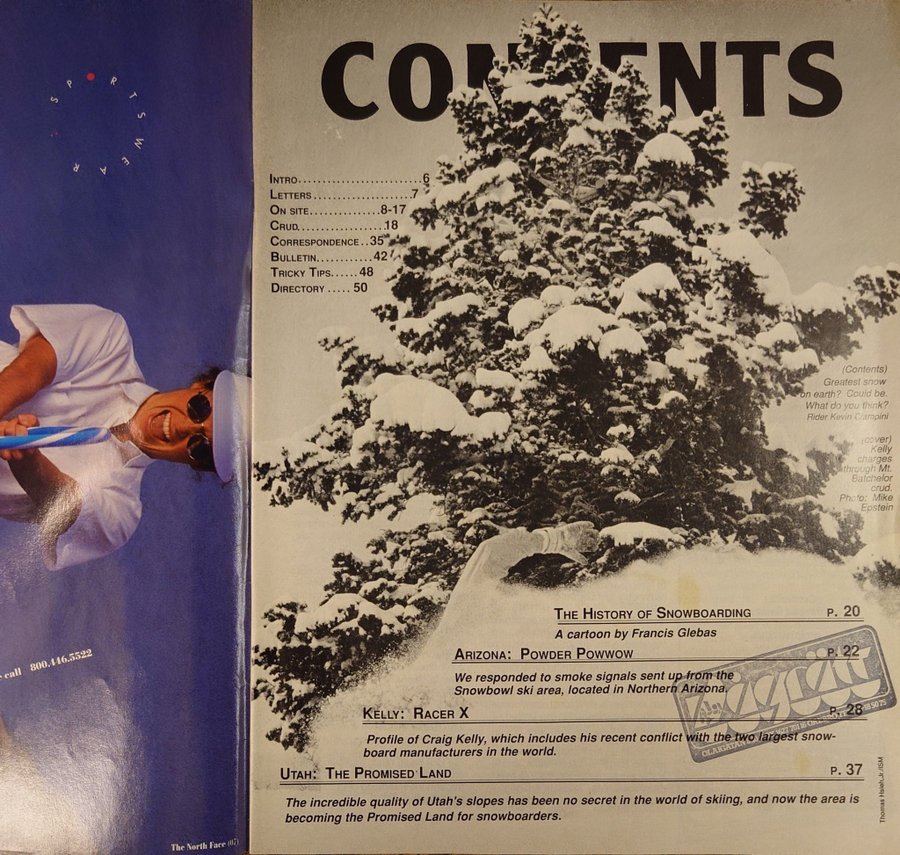 SPORTSWEAR
call 800.446.5522
The North Face (07)
CONTENTS
INTRO.........................6
LETTERS....................7
ON SITE..............8-17
CRUD..................18
CORRESPONDENCE..35
BULLETIN............42
TRICKY TIPS......48
DIRECTORY.....50
(Contents)
Greatest snow
on earth? Could be.
What do you think?
Rider Kevin Ciampini
(cover)
Kelly
charges
through Mt.
Batchelor
crud.
Photo: Mike
Epstein
THE HISTORY OF SNOWBOARDING P. 20
A cartoon by Francis Glebas
ARIZONA: POWDER POWWOW P. 22
We responded to smoke signals sent up from the
Snowbowl ski area, located in Northern Arizona.
KELLY: RACER X P. 28
Profile of Craig Kelly, which includes his recent conflict with the two largest snow-
board manufacturers in the world.
UTAH: THE PROMISED LAND P. 37
The incredible quality of Utah's slopes has been no secret in the world of skiing, and now the area is
becoming the Promised Land for snowboarders.
Thomas Hsieh, Jr./ISM